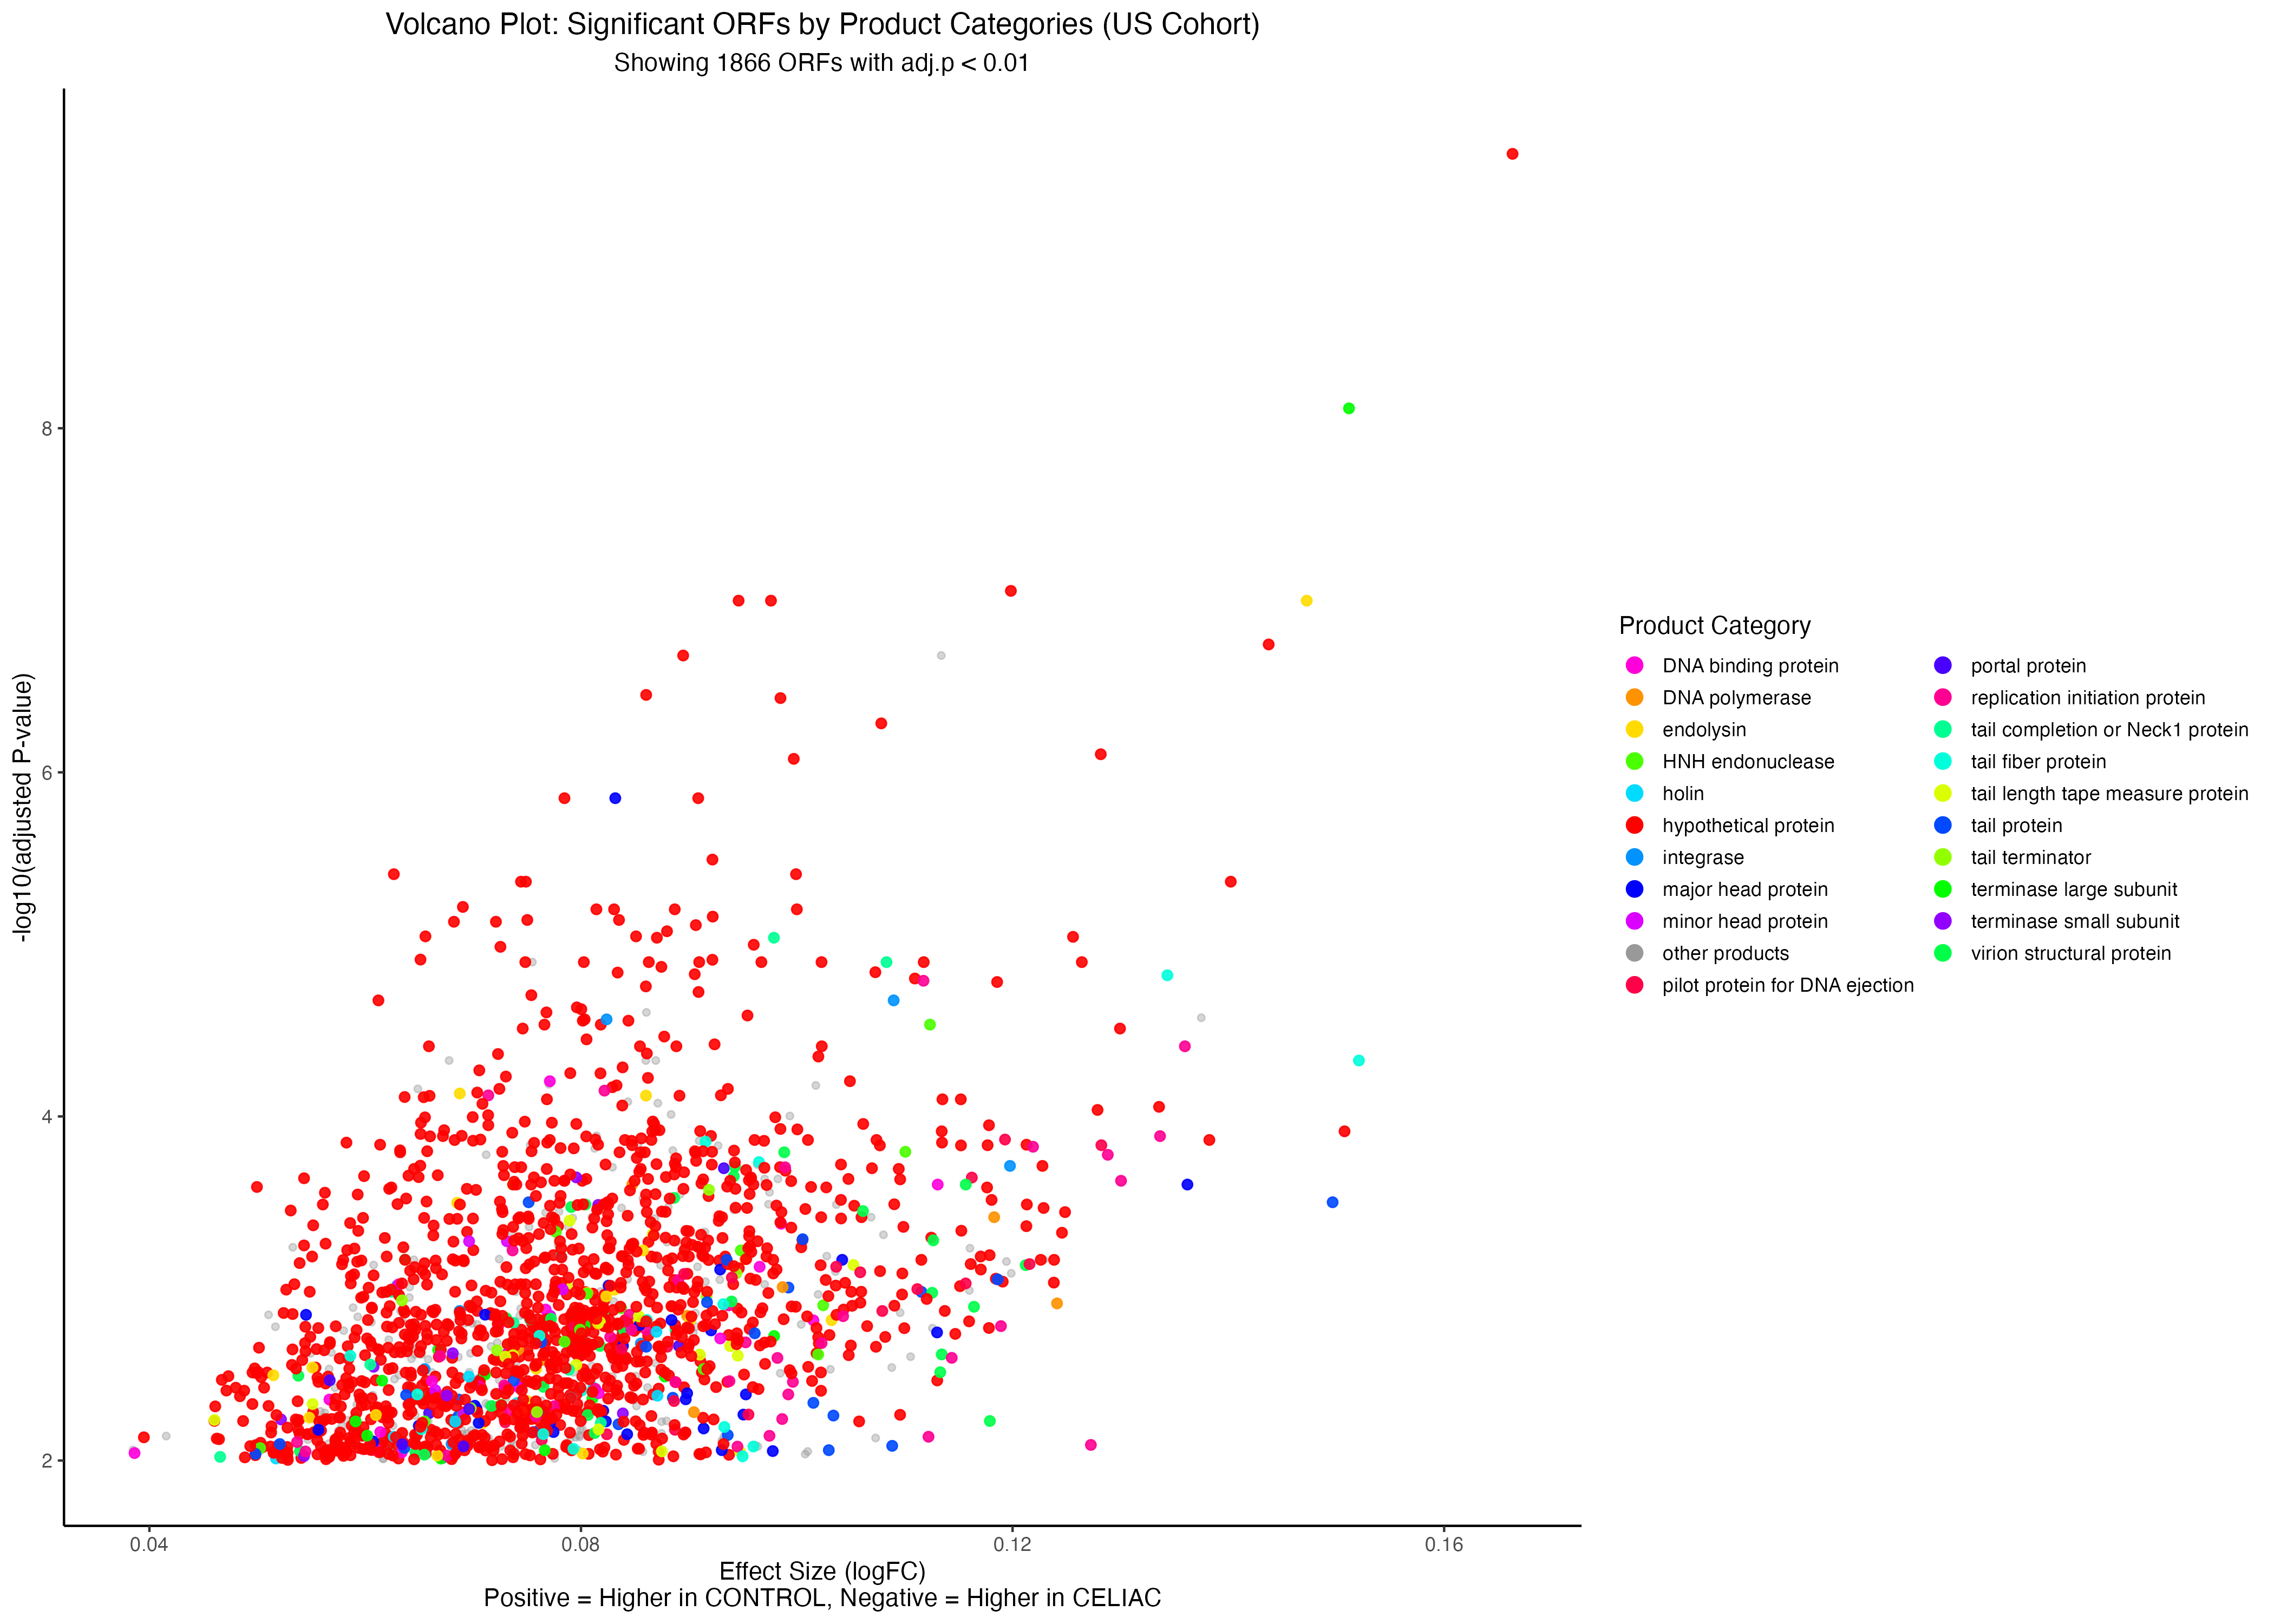 Volcano Plot: Significant ORFs by Product Categories (US Cohort)
Showing 1866 ORFs with adj.p < 0.01
-log10(adjusted P-value)
8
6
4
2
0.04
0.08
0.12
0.16
Effect Size (logFC)
Positive = Higher in CONTROL, Negative = Higher in CELIAC
Product Category
DNA binding protein
DNA polymerase
endolysin
HNH endonuclease
holin
hypothetical protein
integrase
major head protein
minor head protein
other products
pilot protein for DNA ejection
portal protein
replication initiation protein
tail completion or Neck1 protein
tail fiber protein
tail length tape measure protein
tail protein
tail terminator
terminase large subunit
terminase small subunit
virion structural protein